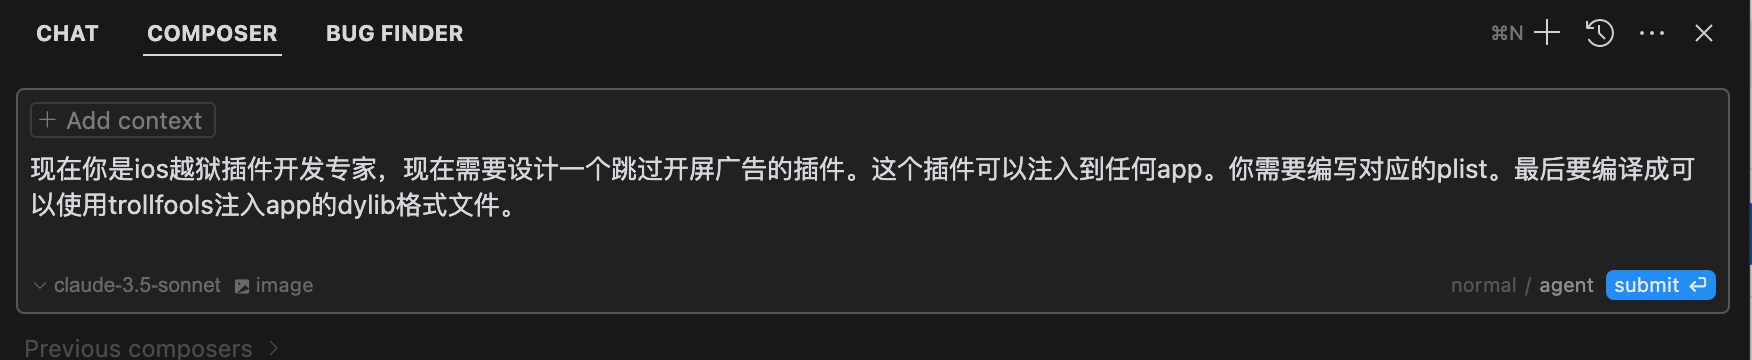 CHAT COMPOSER BUG FINDER ⌘N
+ Add context
现在你是ios越狱插件开发专家，现在需要设计一个跳过开屏广告的插件。这个插件可以注入到任何app。你需要编写对应的plist。最后要编译成可
以使用trollfools注入app的dylib格式文件。
claude-3.5-sonnet image normal / agent submit
Previous composers